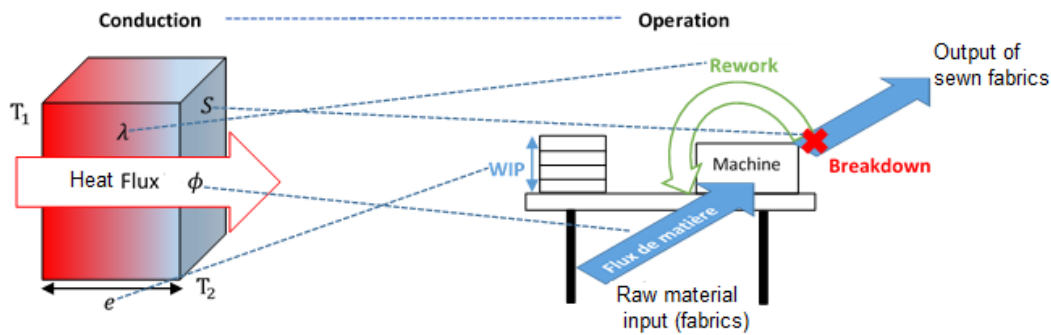 Conduction
Operation
T1
S
λ
Heat Flux ϕ
T2
e
Rework
Output of
sewn fabrics
WIP
Machine
Breakdown
Flux de matière
Raw material
input (fabrics)